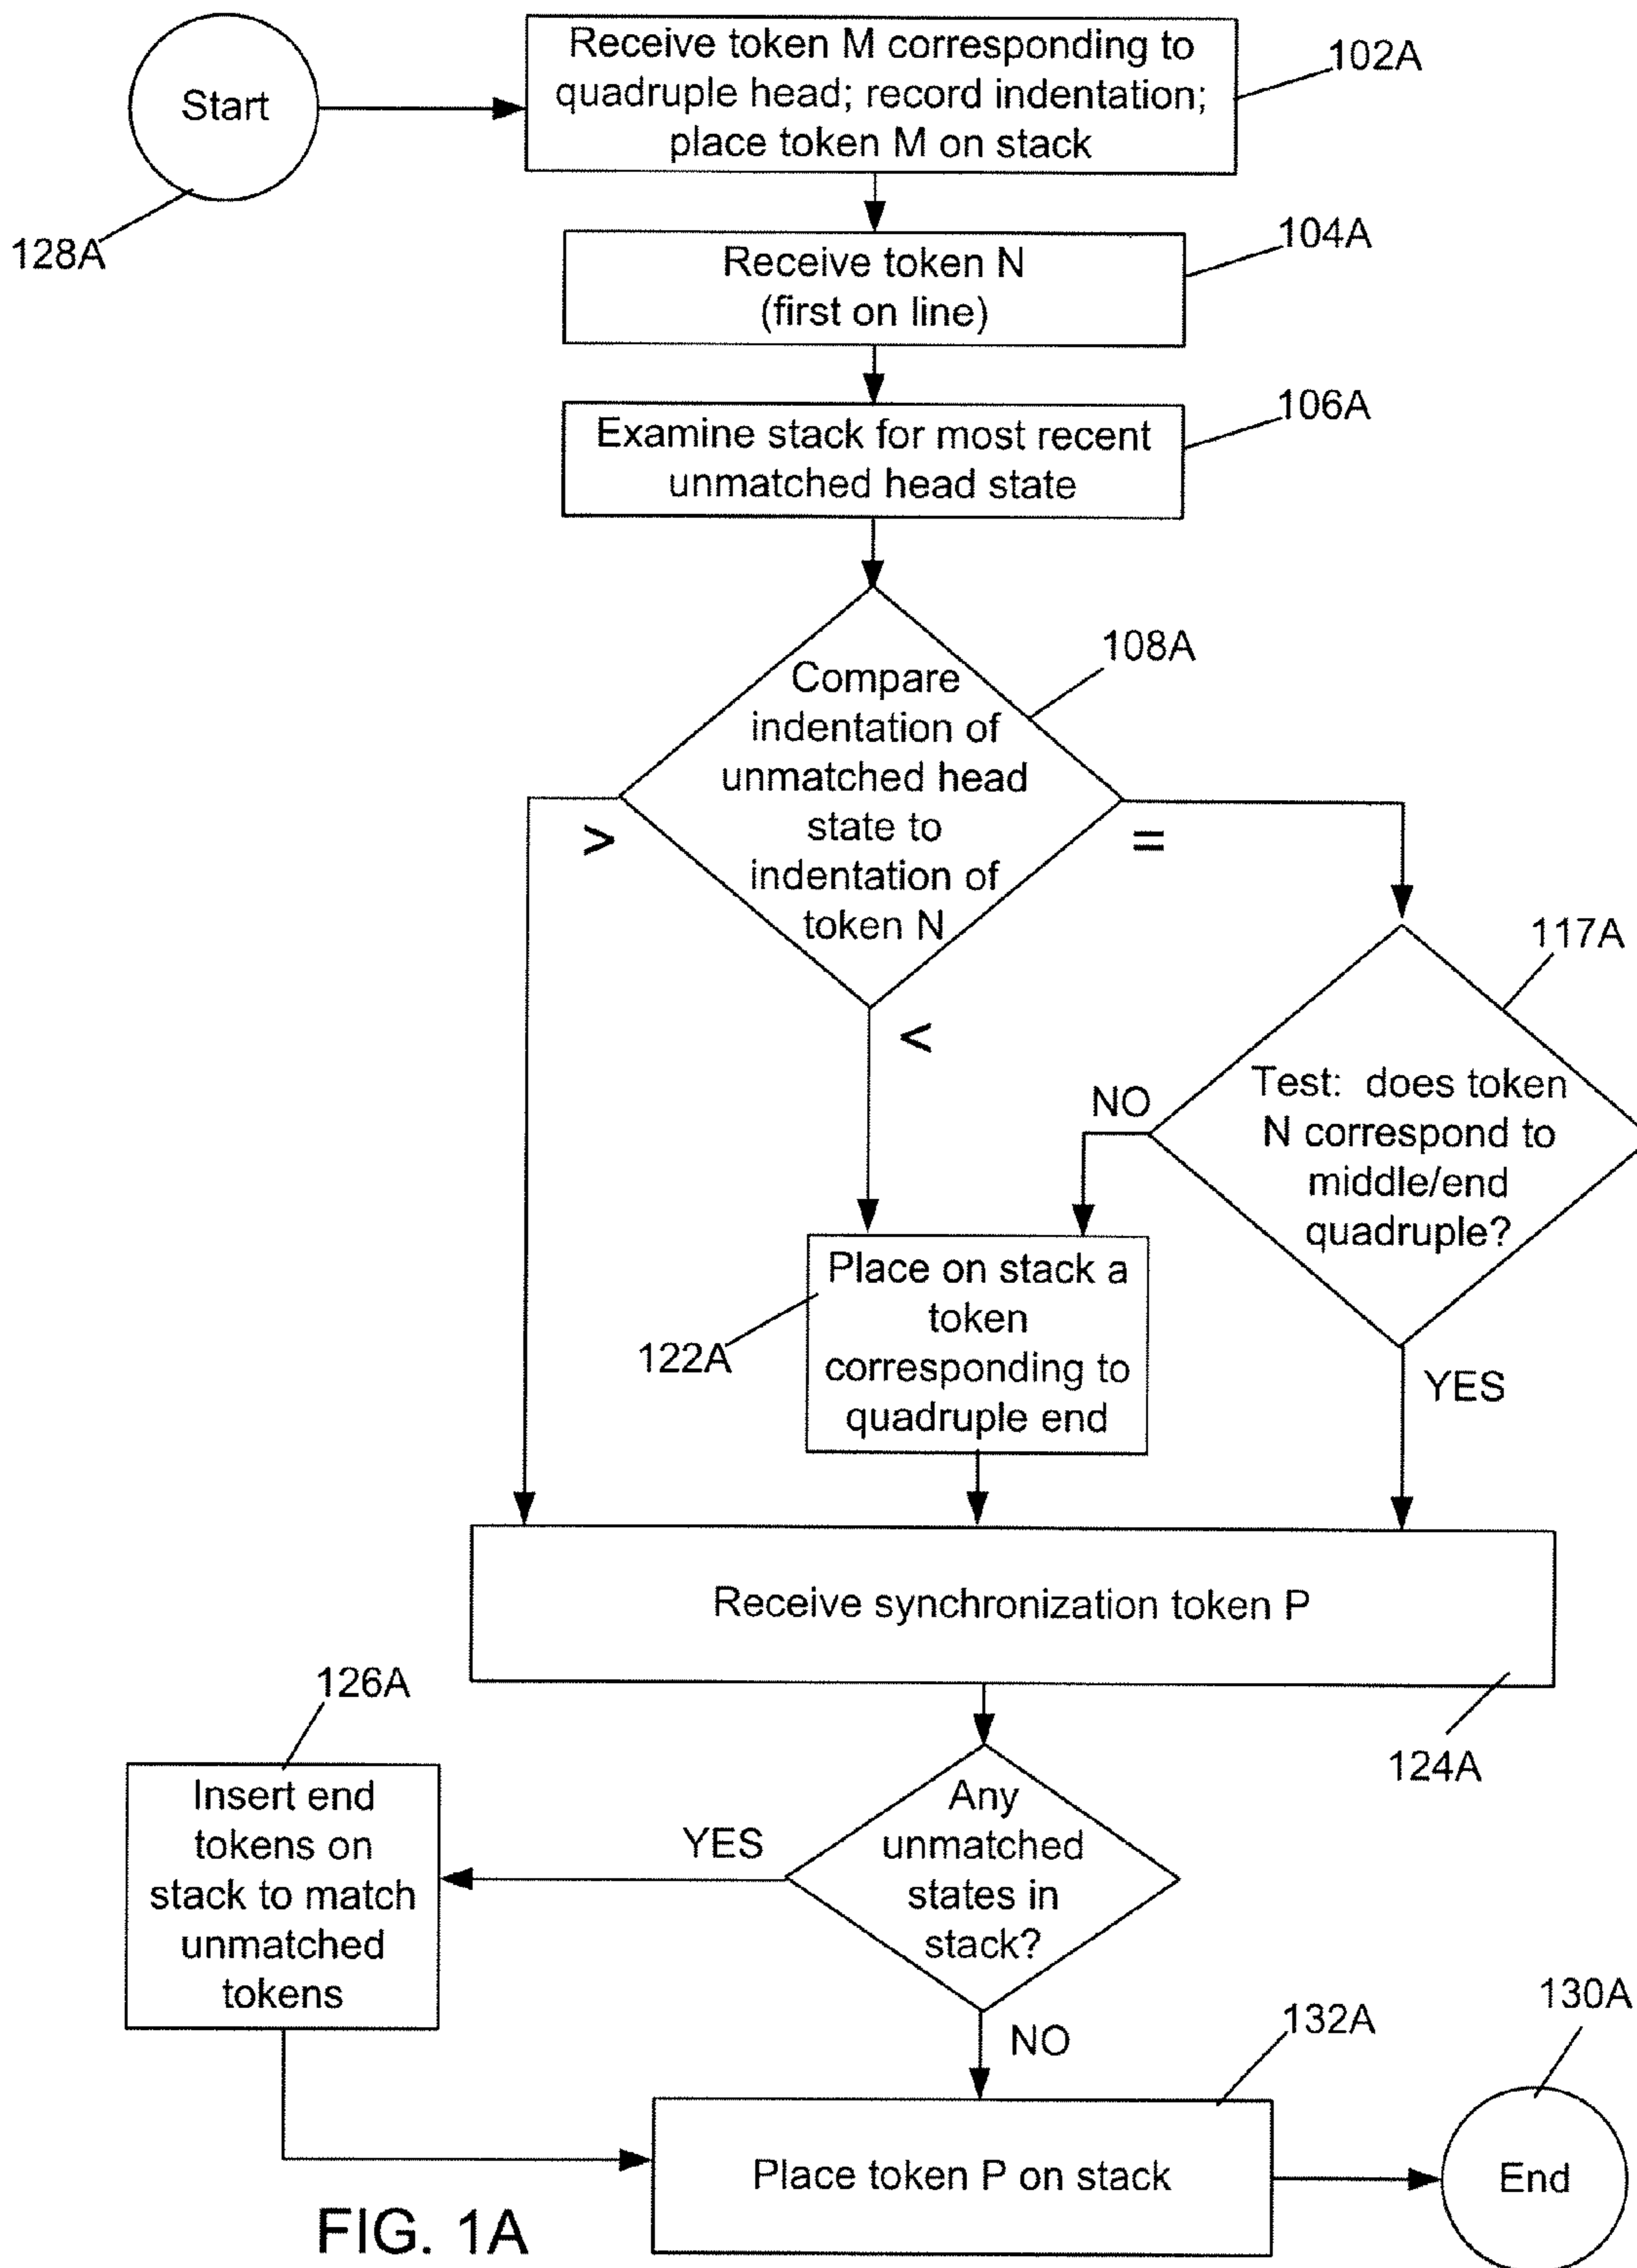 Start
128A
Receive token M corresponding to
quadruple head; record indentation;
place token M on stack
102A
Receive token N
(first on line)
104A
Examine stack for most recent
unmatched head state
106A
Compare
indentation of
unmatched head
state to
indentation of
token N
108A
>
=
<
117A
Test: does token
N correspond to
middle/end
quadruple?
NO
YES
Place on stack a
token
corresponding to
quadruple end
122A
Receive synchronization token P
124A
126A
Insert end
tokens on
stack to match
unmatched
tokens
YES
Any
unmatched
states in
stack?
NO
132A
130A
Place token P on stack
End
FIG. 1A